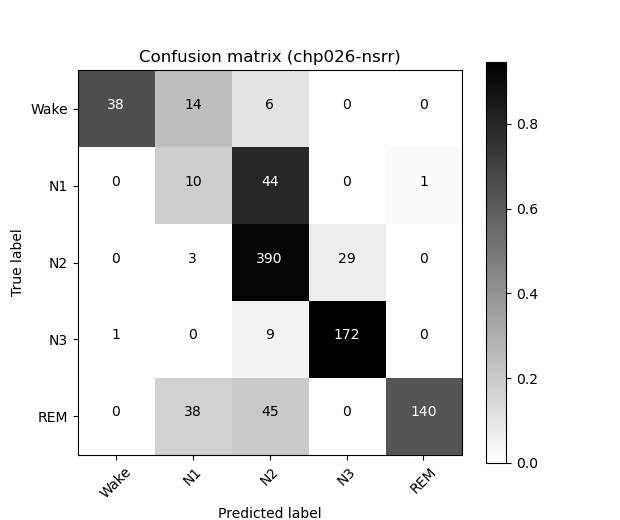 Confusion matrix (chp026-nsrr)
Wake 38 14 6 0 0
N1 0 10 44 0 1
N2 0 3 390 29 0
N3 1 0 9 172 0
REM 0 38 45 0 140
Wake N1 N2 N3 REM
True label
Predicted label
0.8
0.6
0.4
0.2
0.0